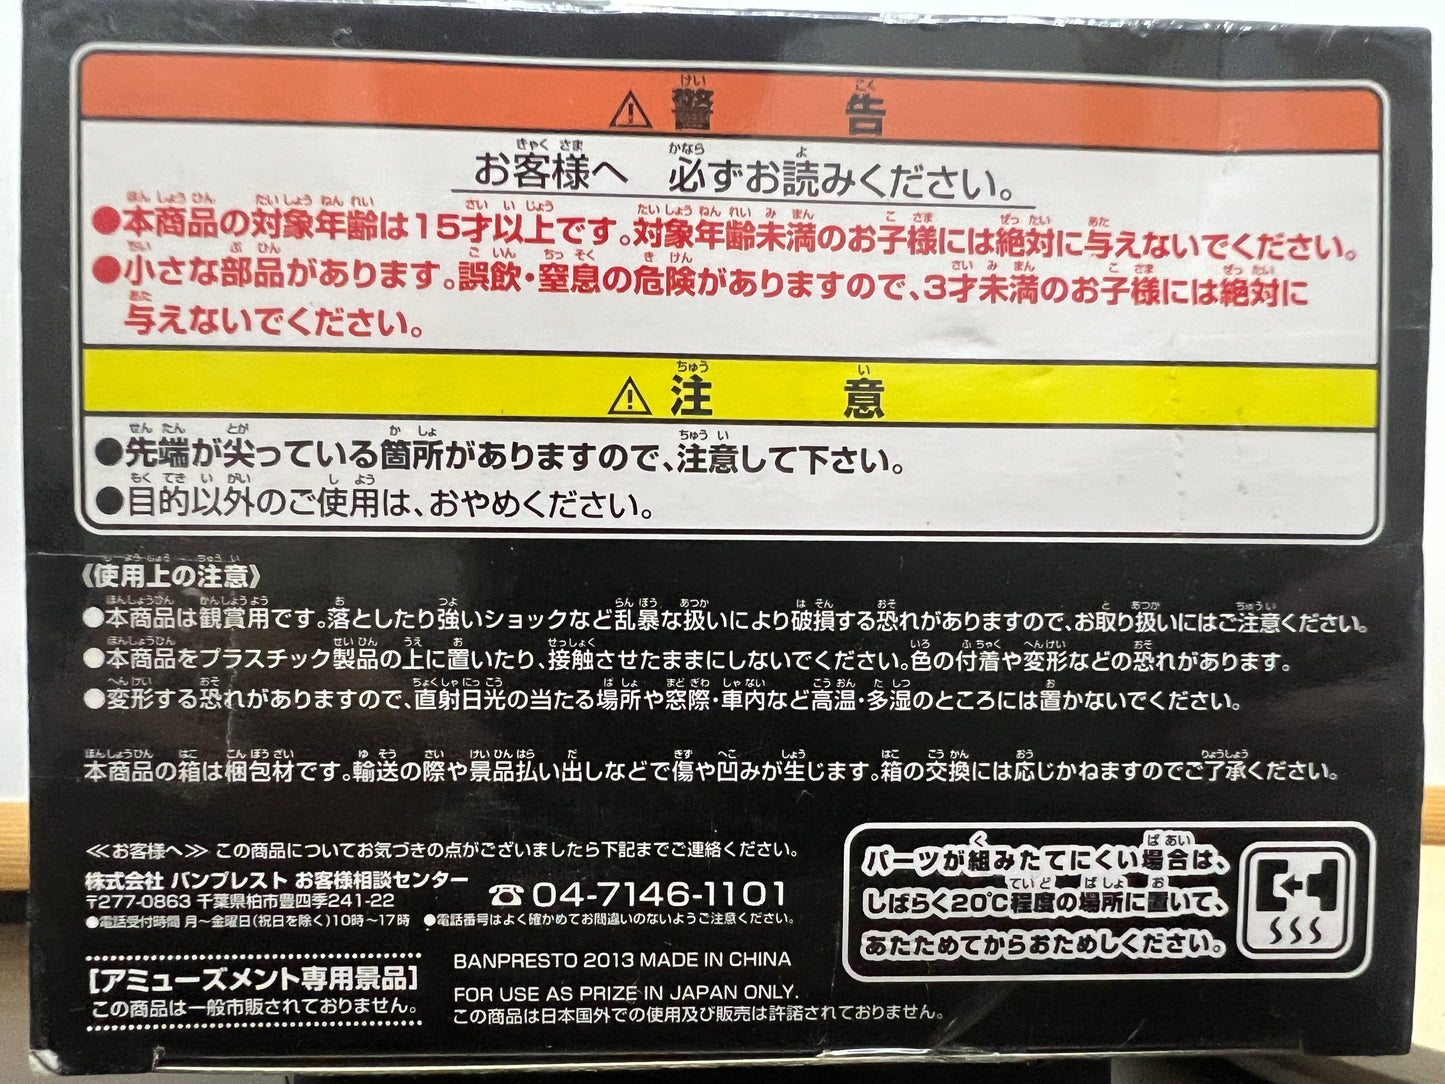 ⚠警告
お客様へ 必ずお読みください。
●本商品の対象年齢は15才以上です。対象年齢未満のお子様には絶対に与えないでください。
●小さな部品があります。誤飲・窒息の危険がありますので、3才未満のお子様には絶対に
与えないでください。
⚠注意
●先端が尖っている箇所がありますので、注意して下さい。
●目的以外のご使用は、おやめください。
《使用上の注意》
●本商品は観賞用です。落としたり強いショックなど乱暴な扱いにより破損する恐れがありますので、お取り扱いにはご注意ください。
●本商品をプラスチック製品の上に置いたり、接触させたままにしないでください。色の付着や変形などの恐れがあります。
●変形する恐れがありますので、直射日光の当たる場所や窓際・車内など高温・多湿のところには置かないでください。
本商品の箱は梱包材です。輸送の際や景品払い出しなどで傷や凹みが生じます。箱の交換には応じかねますのでご了承ください。
≪お客様へ≫ この商品についてお気づきの点がございましたら下記までご連絡ください。
株式会社 バンプレスト お客様相談センター
〒277-0863 千葉県柏市豊四季241-22
☎04-7146-1101
●電話受付時間 月〜金曜日(祝日を除く)10時〜17時 ●電話番号はよく確かめてお間違いのないようご注意ください。
[アミューズメント専用景品]
この商品は一般市販されておりません。
BANPRESTO 2013 MADE IN CHINA
FOR USE AS PRIZE IN JAPAN ONLY.
この商品は日本国外での使用及び販売は許諾されておりません。
パーツが組みたてにくい場合は、
しばらく20℃程度の場所に置いて、
あたためてからおためしください。